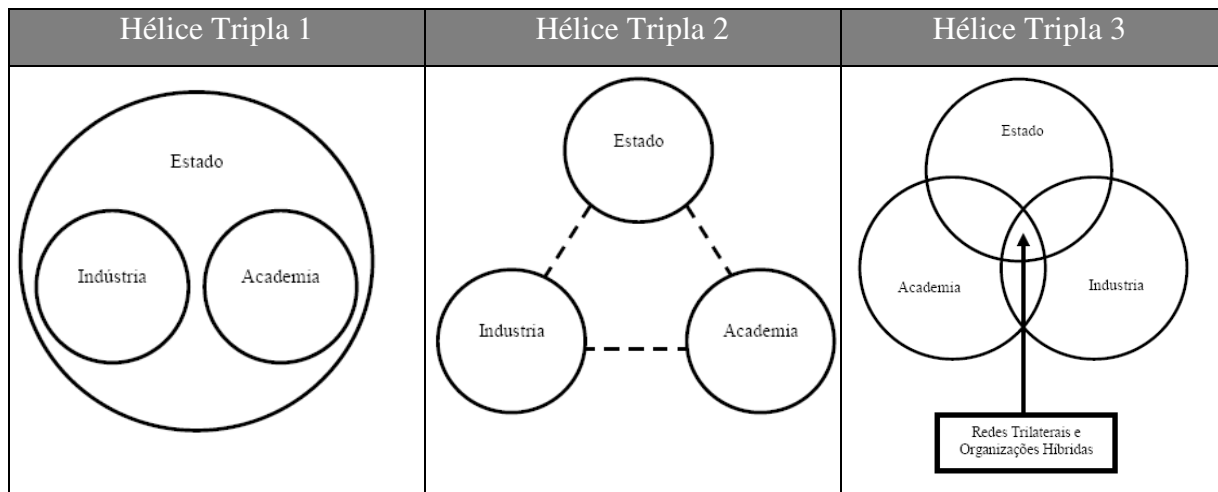 Hélice Tripla 1
Hélice Tripla 2
Hélice Tripla 3
Estado
Indústria
Academia
Estado
Industria
Academia
Estado
Academia
Industria
Redes Trilaterais e
Organizações Híbridas